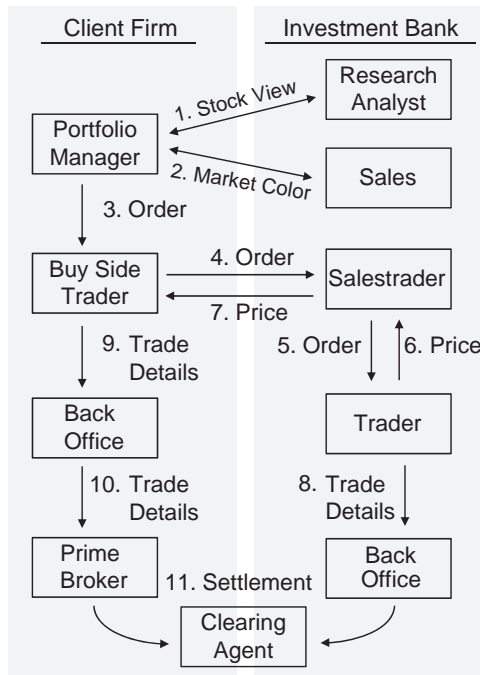 Client Firm
Investment Bank
Research
Analyst
1. Stock View
Portfolio
Manager
2. Market Color
Sales
3. Order
Buy Side
Trader
4. Order
7. Price
Salestrader
5. Order
6. Price
9. Trade
Details
Back
Office
Trader
10. Trade
Details
8. Trade
Details
Prime
Broker
Back
Office
11. Settlement
Clearing
Agent